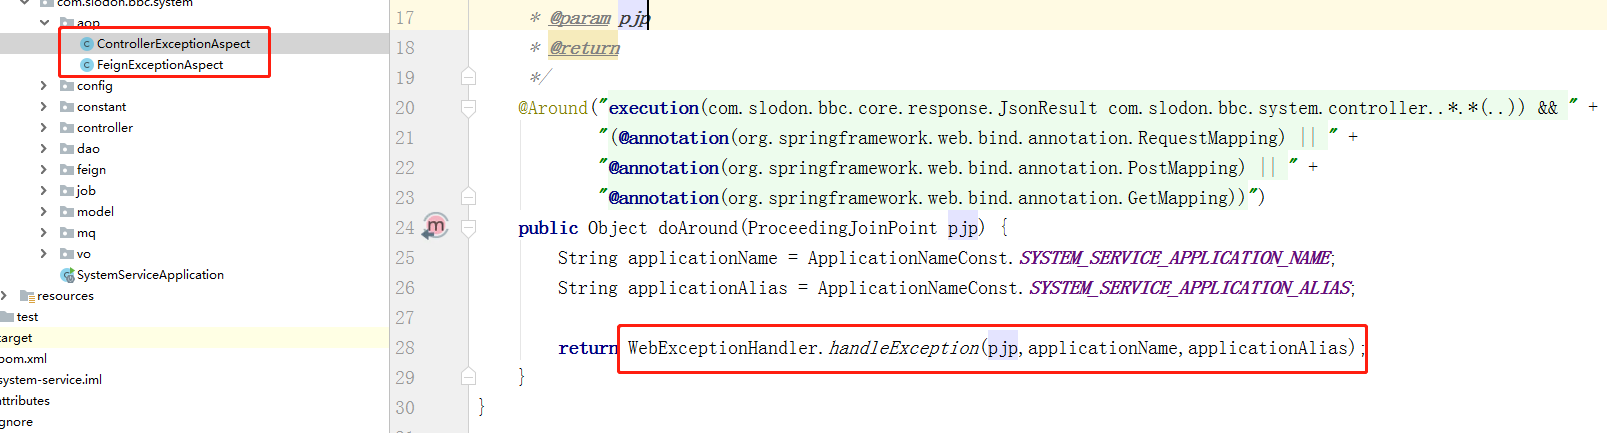 com.slodon.bbc.system
aop
ControllerExceptionAspect
FeignExceptionAspect
config
constant
controller
dao
feign
job
model
mq
vo
SystemServiceApplication
resources
test
target
pom.xml
system-service.iml
attributes
gnore
17 * @param pjp
18 * @return
19 */
20 @Around("execution(com.slodon.bbc.core.response.JsonResult com.slodon.bbc.system.controller..*.*(..)) && " +
21 "(@annotation(org.springframework.web.bind.annotation.RequestMapping) || " +
22 "@annotation(org.springframework.web.bind.annotation.PostMapping) || " +
23 "@annotation(org.springframework.web.bind.annotation.GetMapping))")
24 public Object doAround(ProceedingJoinPoint pjp) {
25 String applicationName = ApplicationNameConst.SYSTEM_SERVICE_APPLICATION_NAME;
26 String applicationAlias = ApplicationNameConst.SYSTEM_SERVICE_APPLICATION_ALIAS;
27
28 return WebExceptionHandler.handleException(pjp,applicationName,applicationAlias);
29 }
30 }